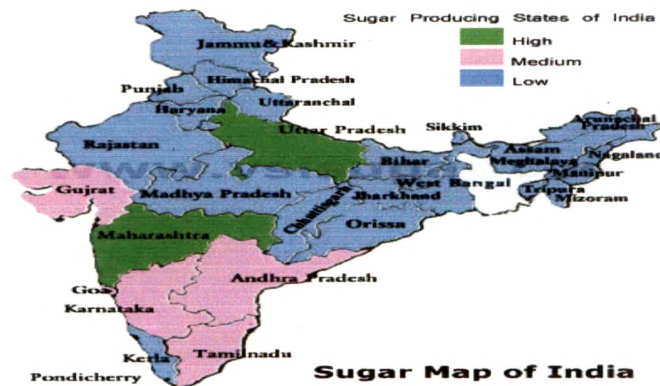 Sugar Producing States of India
High
Medium
Low
Jammu&Kashmir
Himachal Pradesh
Punjab
Uttaranchal
Haryana
Uttar Pradesh
Sikkim
Arunachal
Pradesh
Rajastan
Assam
Bihar
Meghalaya
Nagaland
Gujrat
Madhya Pradesh
West Bangal
Manipur
Jharkhand
Tripura
Mizoram
Chhattisgarh
Orissa
Maharashtra
Andhra Pradesh
Goa
Karnataka
Kerla
Tamilnadu
Pondicherry
Sugar Map of India